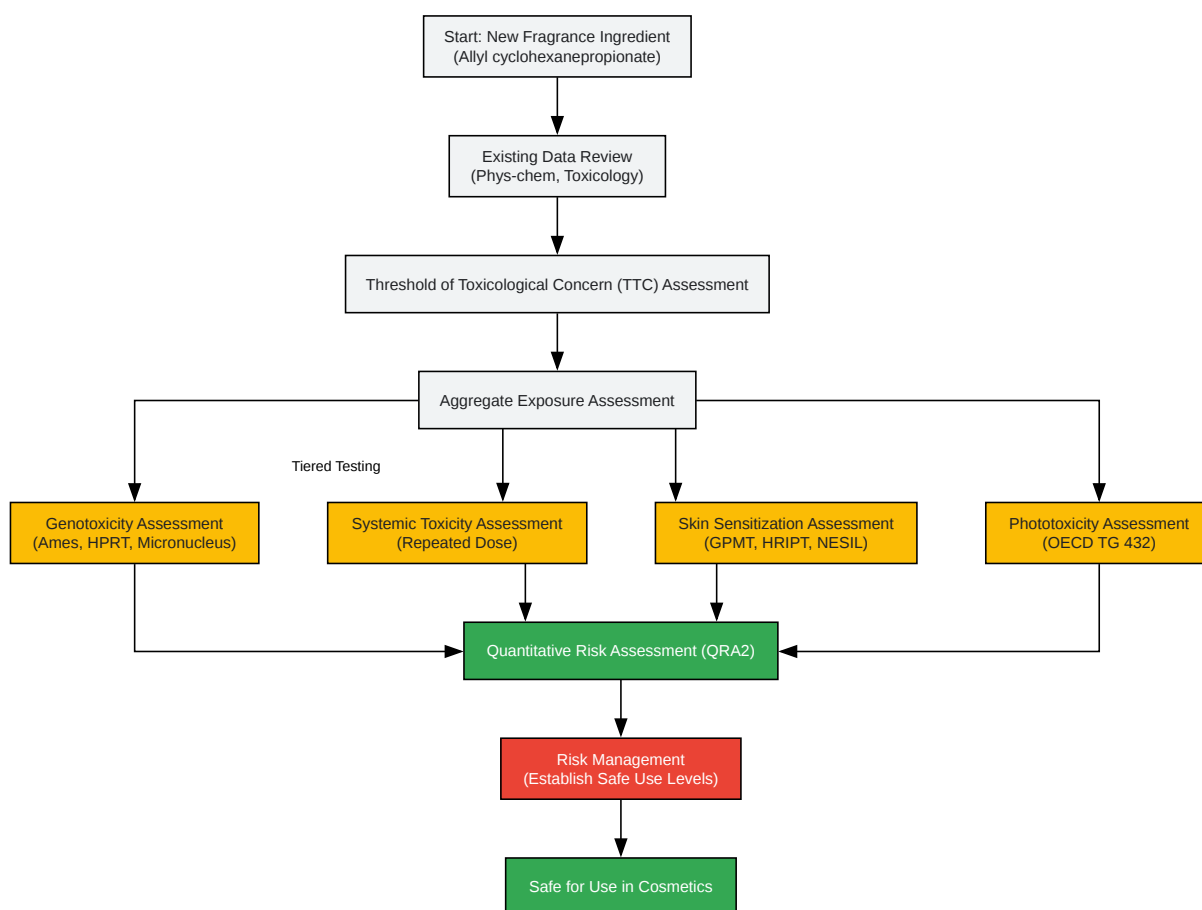 Start: New Fragrance Ingredient
(Allyl cyclohexanepropionate)
Existing Data Review
(Phys-chem, Toxicology)
Threshold of Toxicological Concern (TTC) Assessment
Aggregate Exposure Assessment
Tiered Testing
Genotoxicity Assessment
(Ames, HPRT, Micronucleus)
Systemic Toxicity Assessment
(Repeated Dose)
Skin Sensitization Assessment
(GPMT, HRIPT, NESIL)
Phototoxicity Assessment
(OECD TG 432)
Quantitative Risk Assessment (QRA2)
Risk Management
(Establish Safe Use Levels)
Safe for Use in Cosmetics